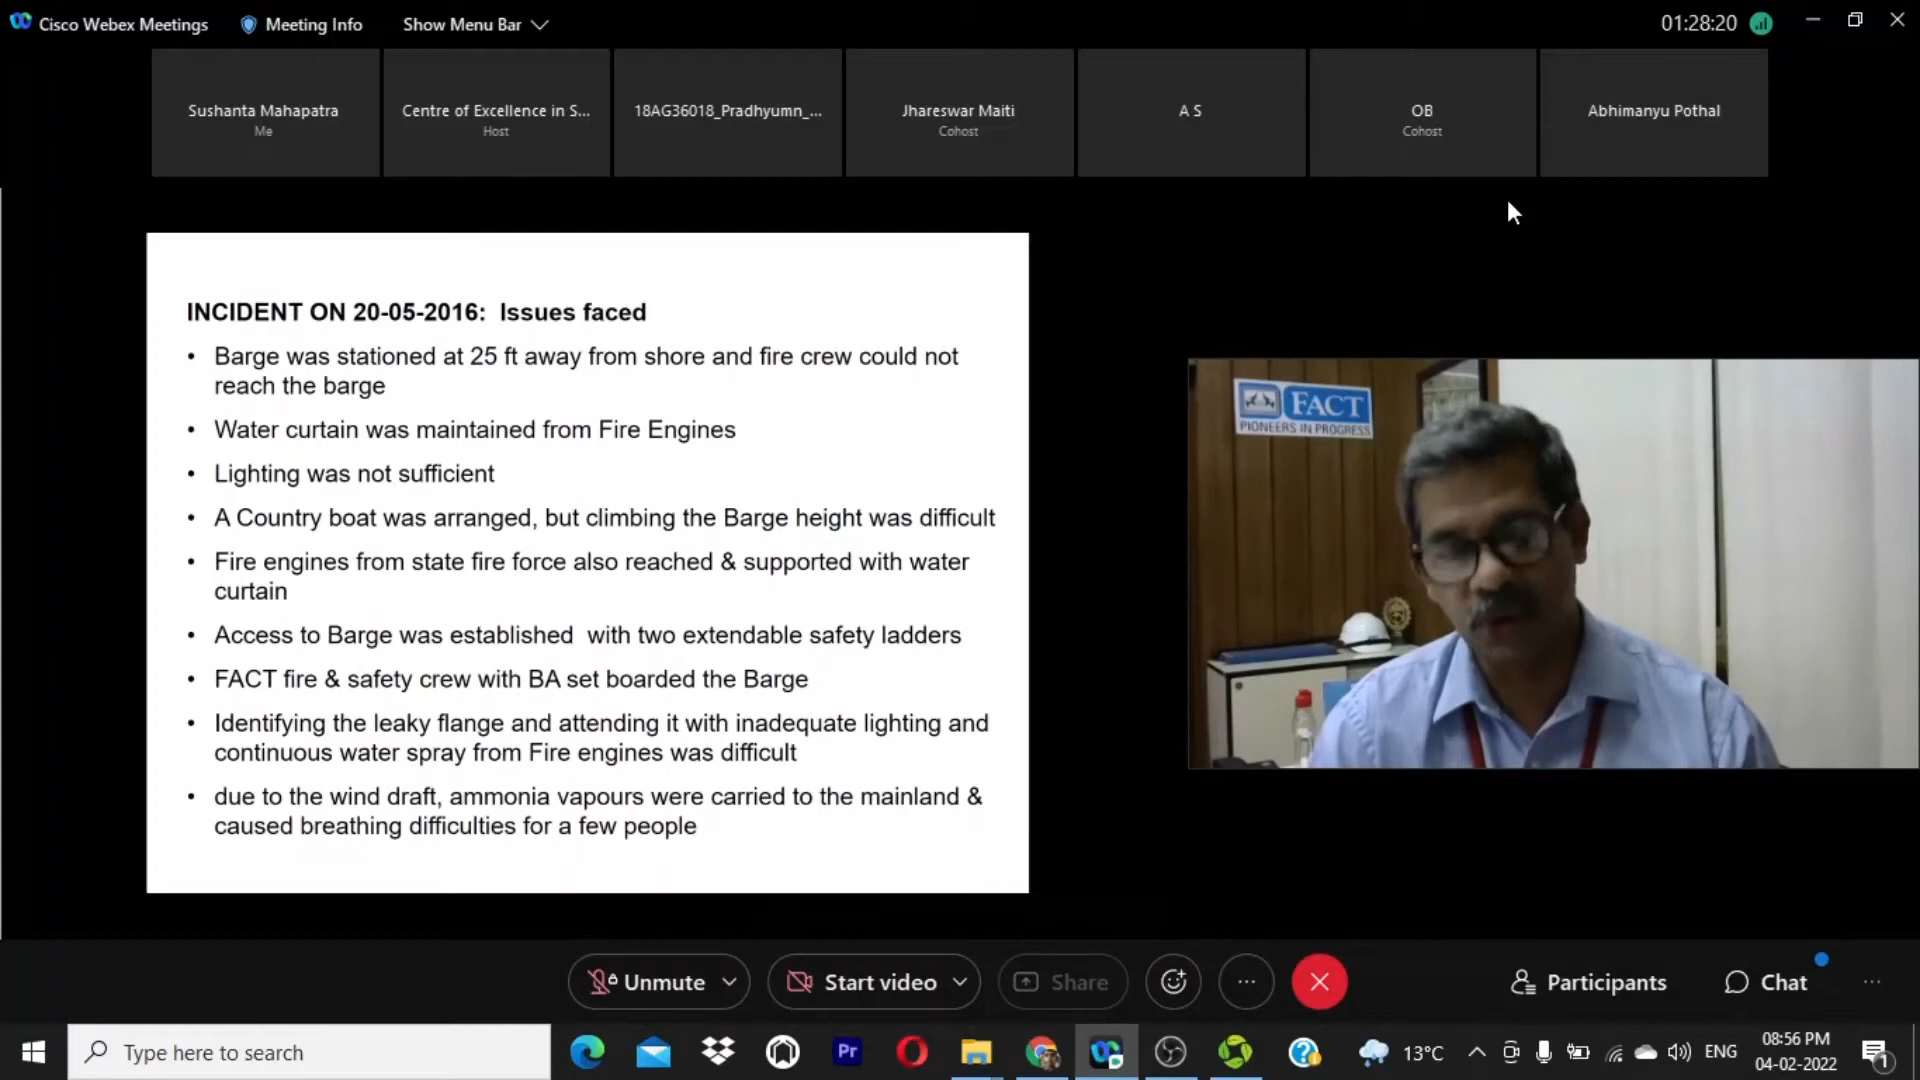 Cisco Webex Meetings
Meeting Info
Show Menu Bar
01:28:20
Sushanta Mahapatra
Me
Centre of Excellence in S...
Host
18AG36018_Pradhyumn_...
Jhareswar Maiti
Cohost
A S
OB
Cohost
Abhimanyu Pothal
INCIDENT ON 20-05-2016: Issues faced
• Barge was stationed at 25 ft away from shore and fire crew could not
reach the barge
• Water curtain was maintained from Fire Engines
• Lighting was not sufficient
• A Country boat was arranged, but climbing the Barge height was difficult
• Fire engines from state fire force also reached & supported with water
curtain
• Access to Barge was established with two extendable safety ladders
• FACT fire & safety crew with BA set boarded the Barge
• Identifying the leaky flange and attending it with inadequate lighting and
continuous water spray from Fire engines was difficult
• due to the wind draft, ammonia vapours were carried to the mainland &
caused breathing difficulties for a few people
FACT
PIONEERS IN PROGRESS
Unmute
Start video
Share
Participants
Chat
Type here to search
Pr
13°C
ENG
08:56 PM
04-02-2022
1